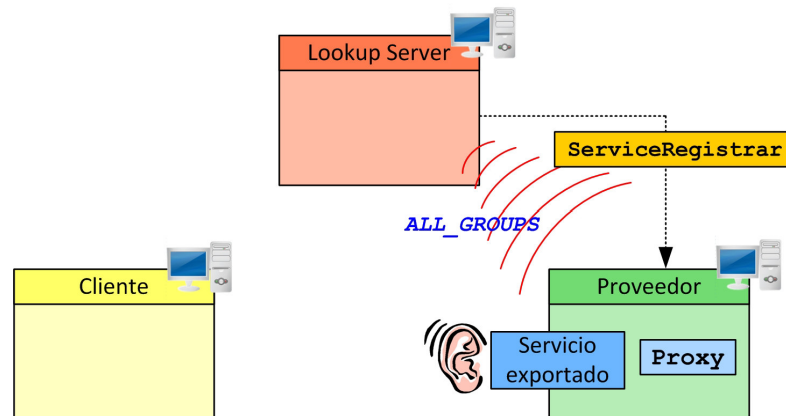 Lookup Server
ServiceRegistrar
ALL_GROUPS
Cliente
Proveedor
Servicio
exportado
Proxy